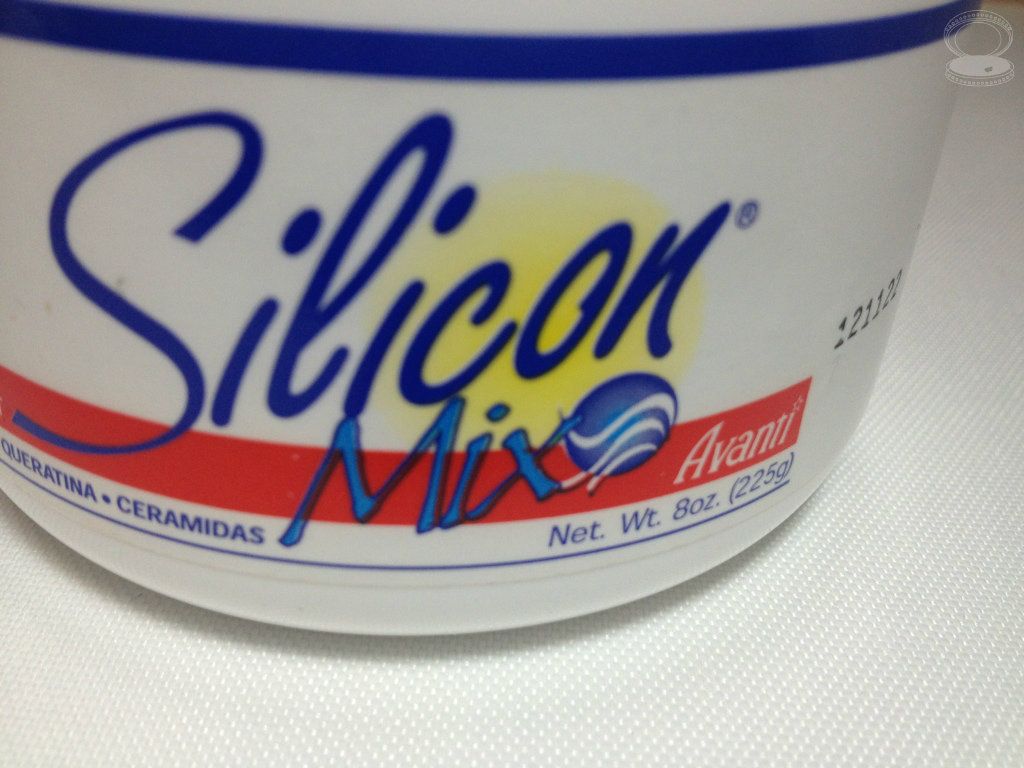 Silicon®
Mix
Avanti
QUERATINA • CERAMIDAS
Net. Wt. 8oz. (225g)
121122